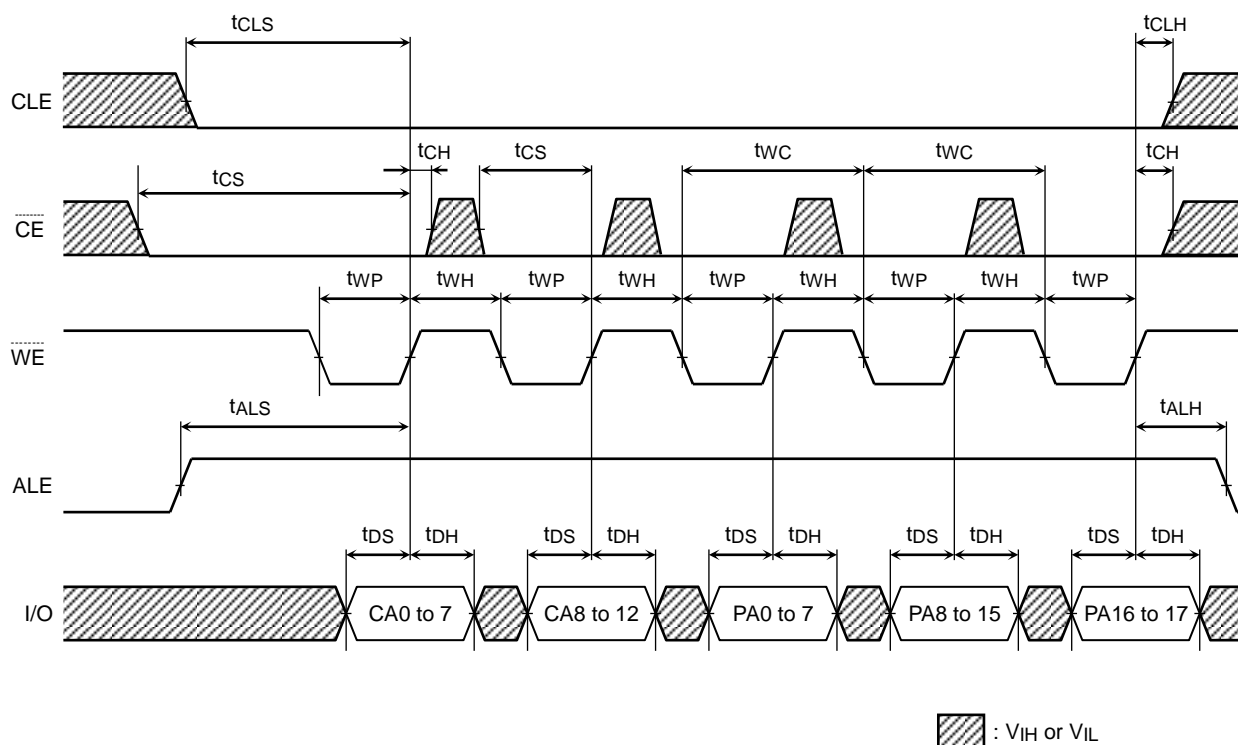 tCLS tCLH
CLE
tCH tCS tWC tWC tCH
tCS
CE
tWP tWH tWP tWH tWP tWH tWP tWH tWP
WE
tALS tALH
ALE
tDS tDH tDS tDH tDS tDH tDS tDH tDS tDH
I/O CA0 to 7 CA8 to 12 PA0 to 7 PA8 to 15 PA16 to 17
: VIH or VIL